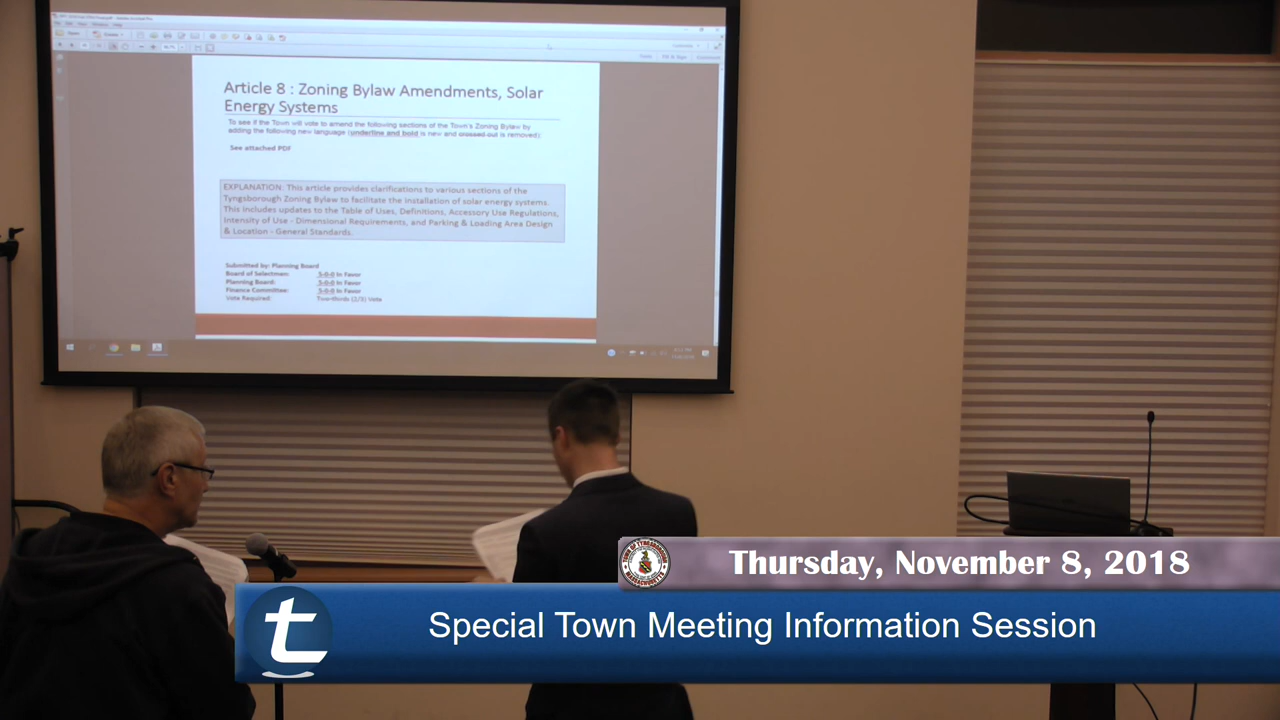 Article 8 : Zoning Bylaw Amendments, Solar
Energy Systems
To see if the Town will vote to amend the following sections of the Town's Zoning Bylaw by
adding the following new language (underline and bold is new and crossed out is removed)
See attached PDF
EXPLANATION: This article provides clarifications to various sections of the
Tyngsborough Zoning Bylaw to facilitate the installation of solar energy systems.
This includes updates to the Table of Uses, Definitions, Accessory Use Regulations,
Intensity of Use - Dimensional Requirements, and Parking & Loading Area Design
& Location - General Standards.
Submitted by: Planning Board
Board of Selectmen: 5-0-0 In Favor
Planning Board: 5-0-0 In Favor
Finance Committee: 5-0-0 In Favor
Vote Required: Two-thirds (2/3) Vote
Thursday, November 8, 2018
t
Special Town Meeting Information Session